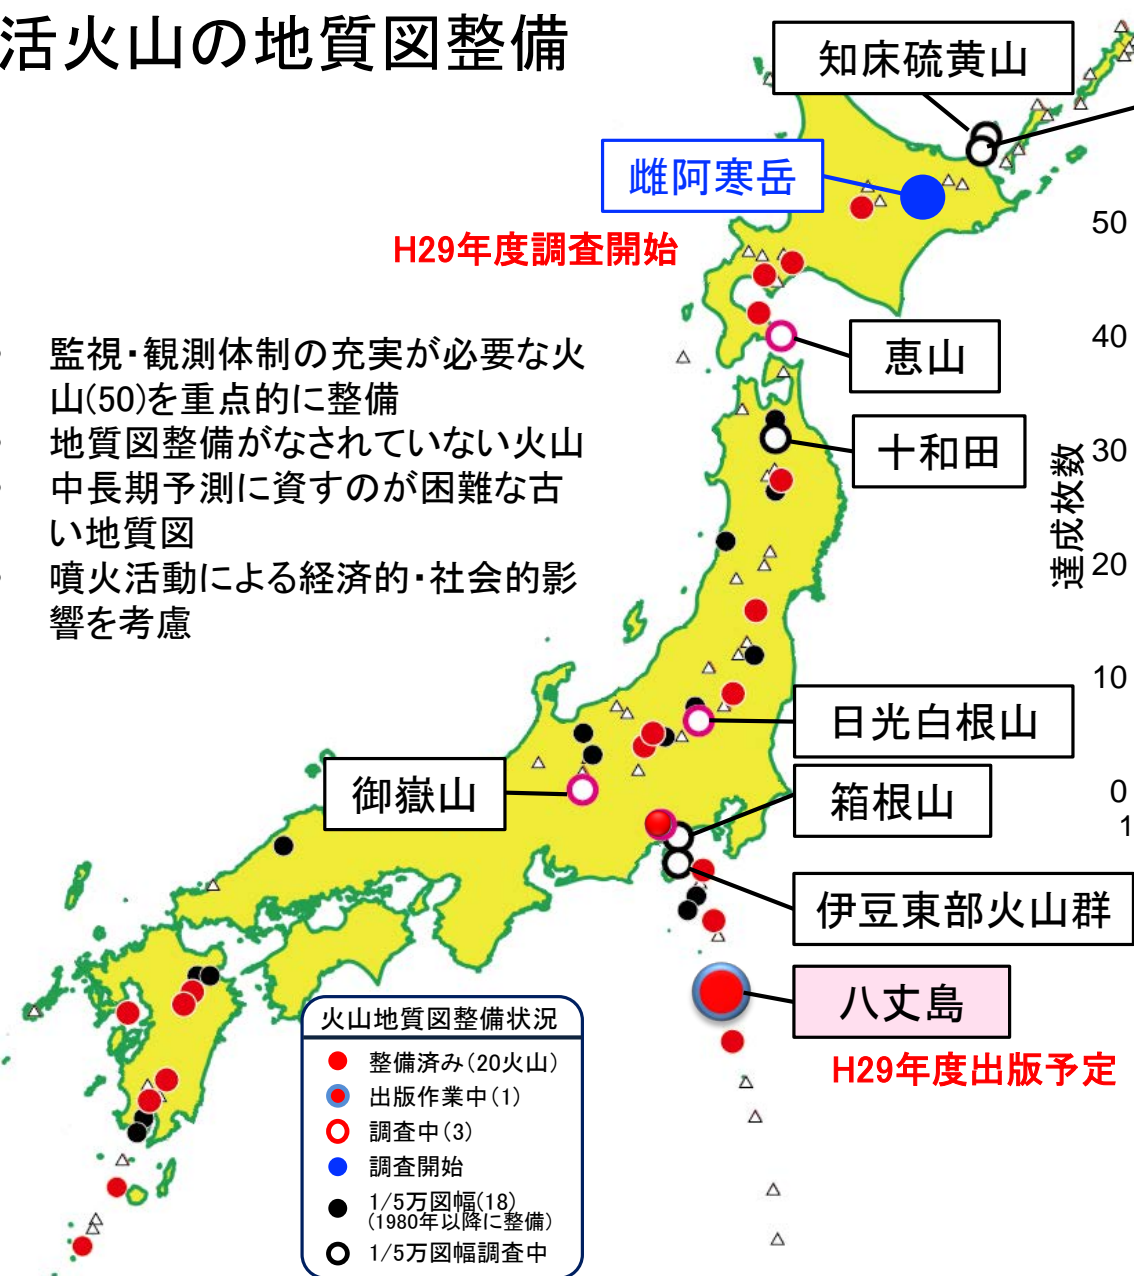 活火山の地質図整備
知床硫黄山
雌阿寒岳
H29年度調査開始
・ 監視・観測体制の充実が必要な火
山(50)を重点的に整備
・ 地質図整備がなされていない火山
・ 中長期予測に資すのが困難な古
い地質図
・ 噴火活動による経済的・社会的影
響を考慮
恵山
十和田
日光白根山
御嶽山
箱根山
伊豆東部火山群
八丈島
H29年度出版予定
達成枚数
50
40
30
20
10
0
1
火山地質図整備状況
整備済み(20火山)
出版作業中(1)
調査中(3)
調査開始
1/5万図幅(18)
(1980年以降に整備)
1/5万図幅調査中